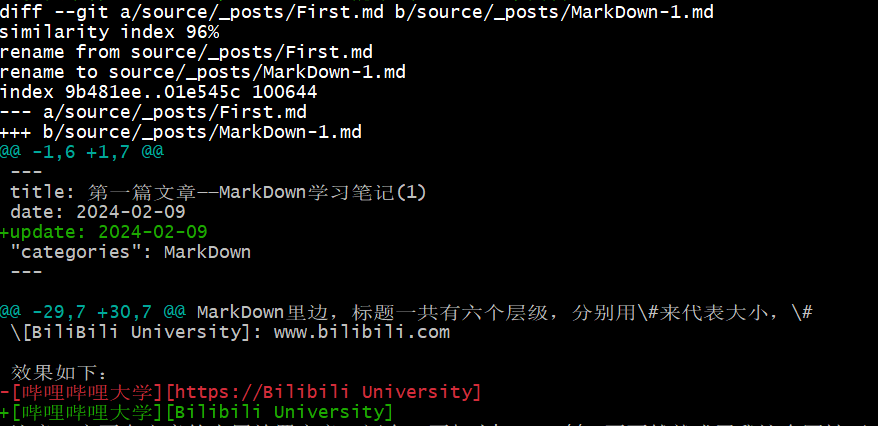 diff --git a/source/_posts/First.md b/source/_posts/MarkDown-1.md
similarity index 96%
rename from source/_posts/First.md
rename to source/_posts/MarkDown-1.md
index 9b481ee..01e545c 100644
--- a/source/_posts/First.md
+++ b/source/_posts/MarkDown-1.md
@@ -1,6 +1,7 @@
 ---
 title: 第一篇文章——MarkDown学习笔记(1)
 date: 2024-02-09
+update: 2024-02-09
 "categories": MarkDown
 ---
@@ -29,7 +30,7 @@ MarkDown里边，标题一共有六个层级，分别用\#来代表大小，\#
 \[BiliBili University]: www.bilibili.com
 效果如下：
-[哔哩哔哩大学][https://Bilibili University]
+[哔哩哔哩大学][Bilibili University]